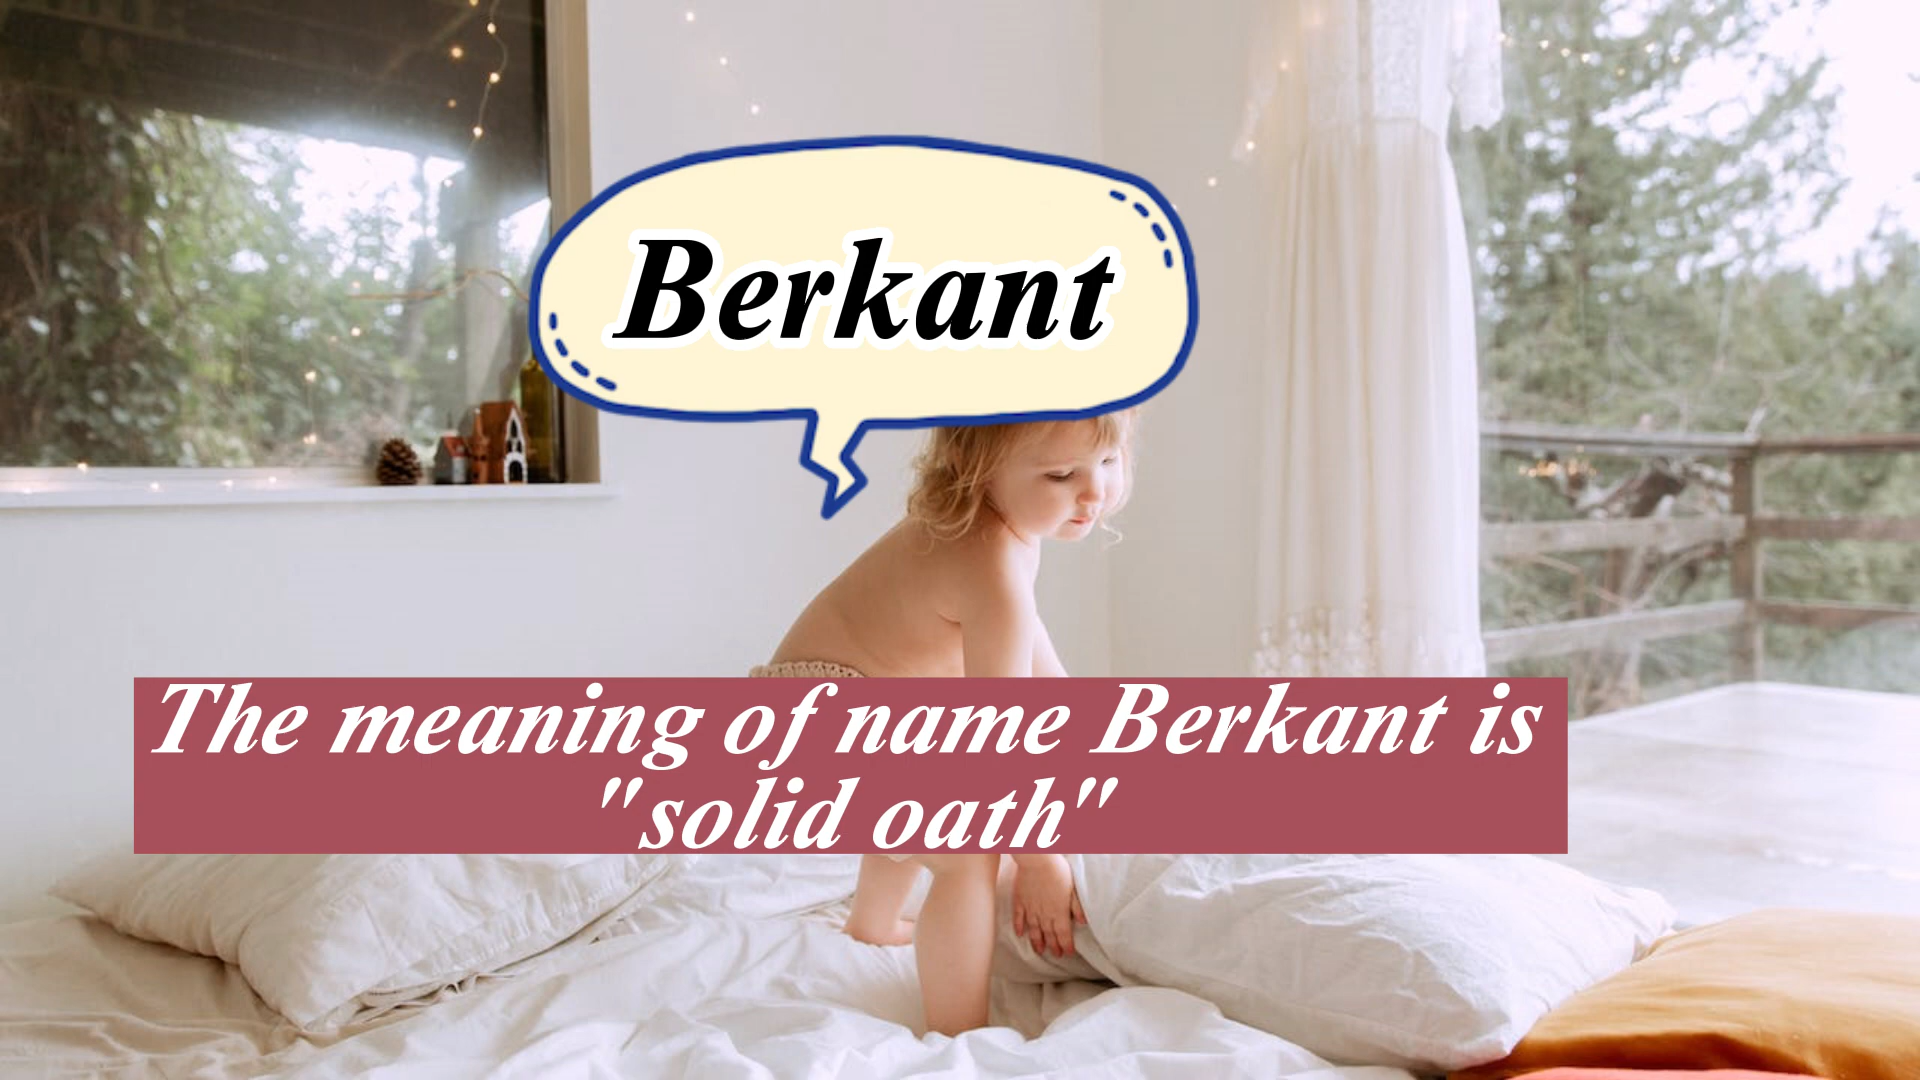 Berkant
The meaning of name Berkant is
"solid oath"